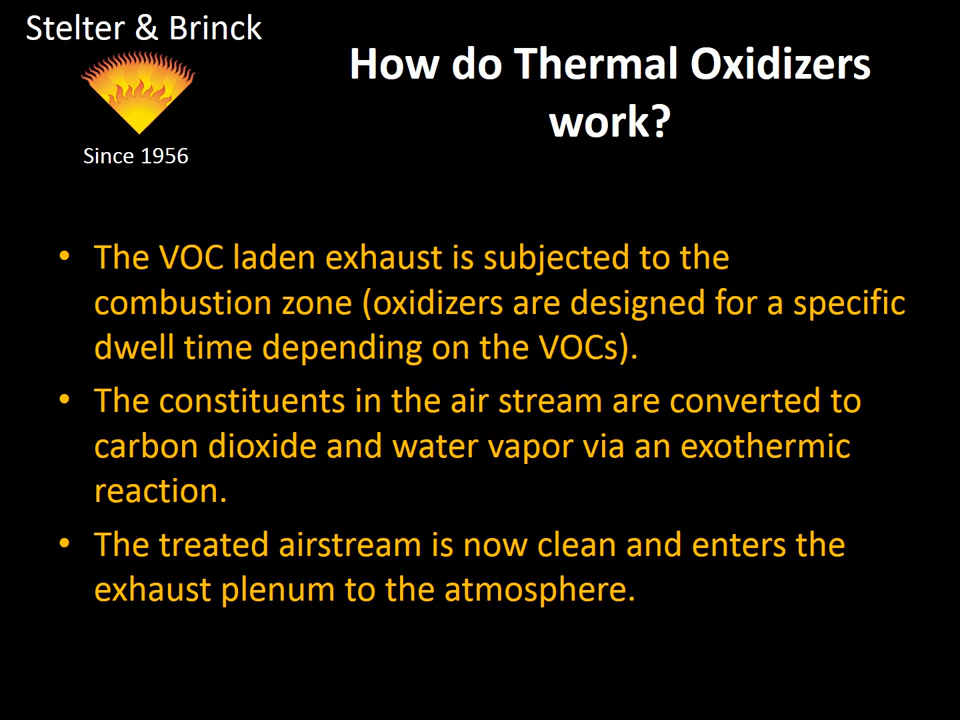 Stelter & Brinck
Since 1956
How do Thermal Oxidizers
work?
• The VOC laden exhaust is subjected to the
combustion zone (oxidizers are designed for a specific
dwell time depending on the VOCs).
• The constituents in the air stream are converted to
carbon dioxide and water vapor via an exothermic
reaction.
• The treated airstream is now clean and enters the
exhaust plenum to the atmosphere.